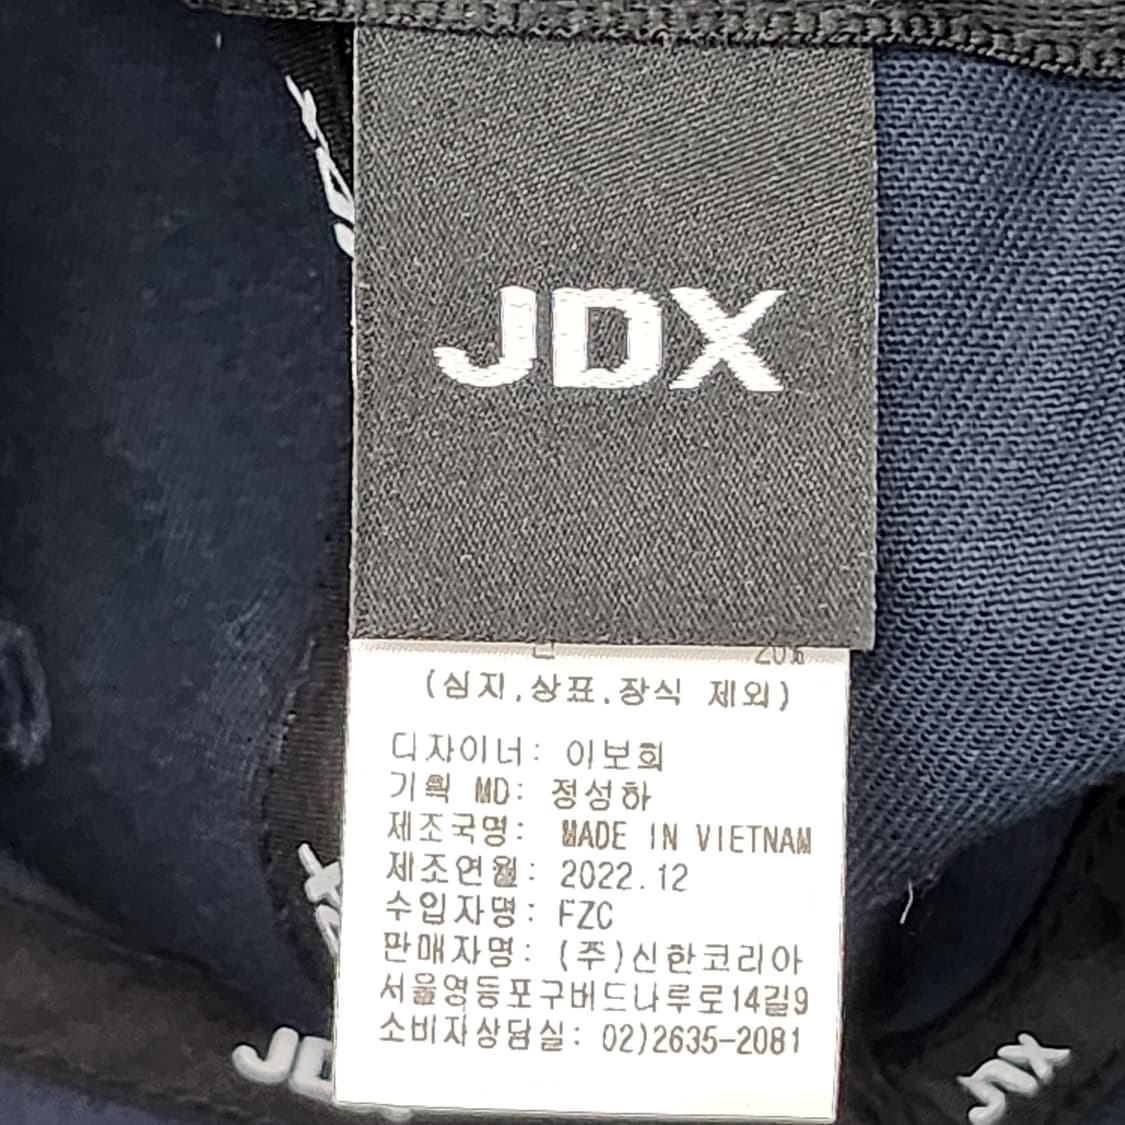 JDX
20%
(심지,상표,장식 제외)
디자이너: 이보희
기획 MD: 정성하
제조국명: MADE IN VIETNAM
제조연월: 2022.12
수입자명: FZC
판매자명: (주)신한코리아
서울영등포구버드나루로14길9
소비자상담실: 02)2635-2081
JDX